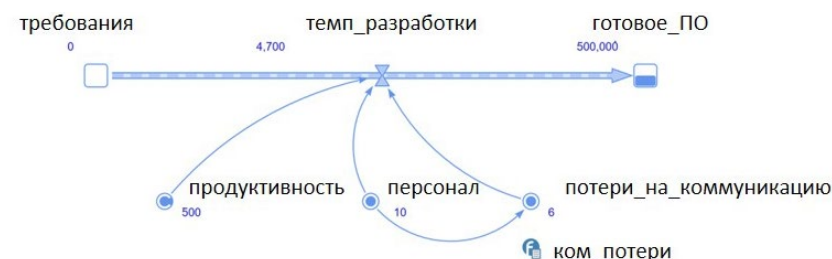 требования
темп_разработки
готовое_ПО
0
4,700
500,000
продуктивность
персонал
потери_на_коммуникацию
500
10
6
F
ком_потери